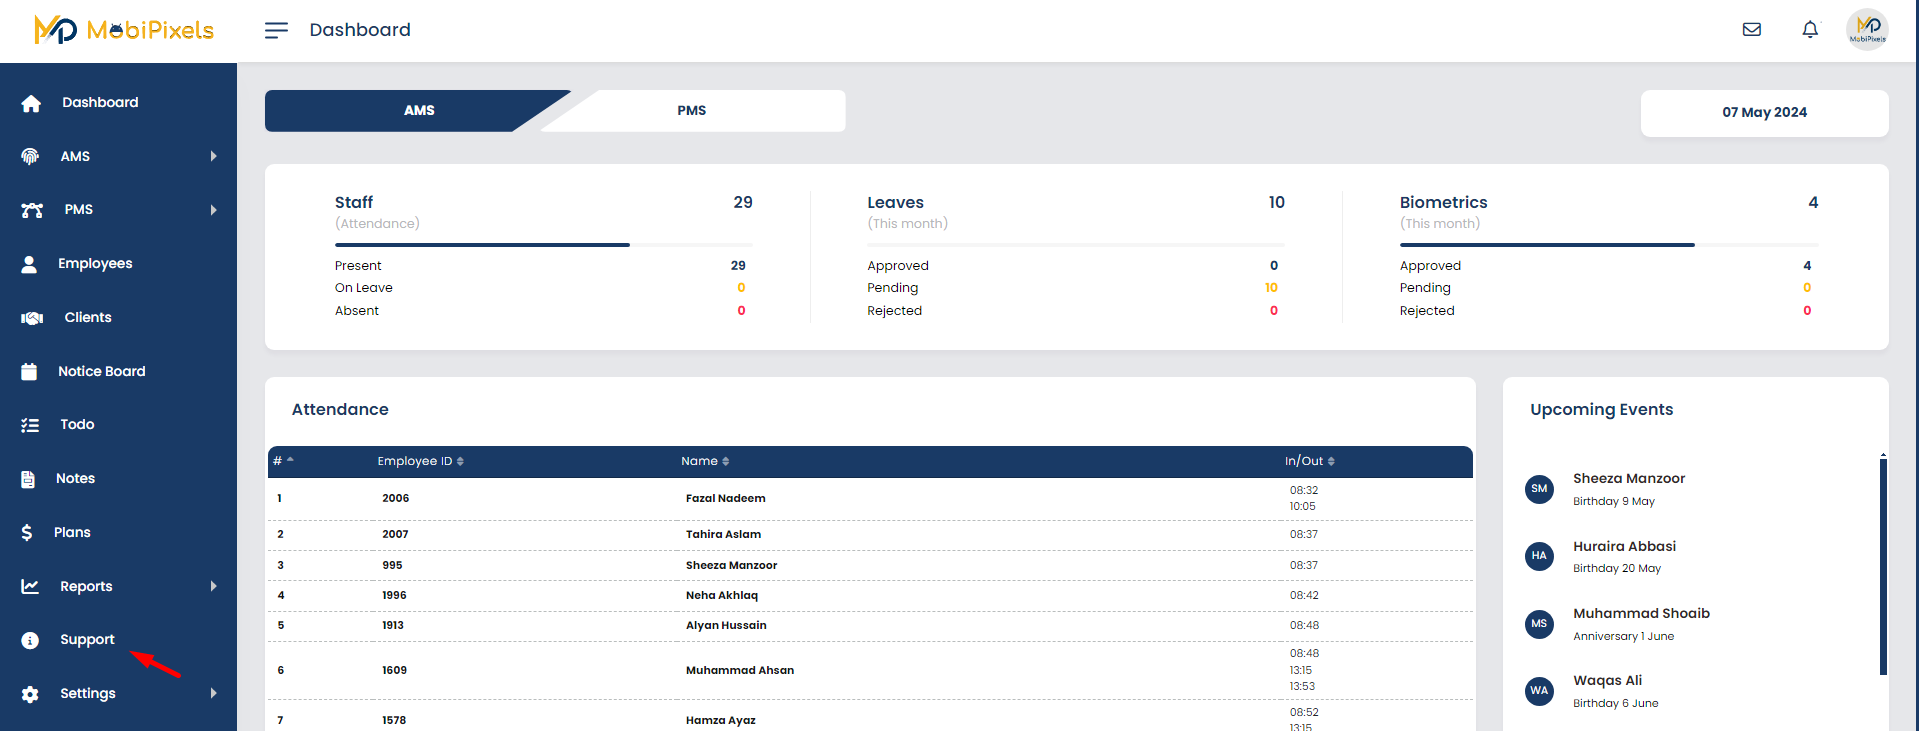 MobiPixels
Dashboard
MobiPixels
Dashboard
AMS
PMS
Employees
Clients
Notice Board
Todo
Notes
Plans
Reports
Support
Settings
AMS
PMS
07 May 2024
Staff 29
(Attendance)
Present 29
On Leave 0
Absent 0
Leaves 10
(This month)
Approved 0
Pending 10
Rejected 0
Biometrics 4
(This month)
Approved 4
Pending 0
Rejected 0
Attendance
# Employee ID Name In/Out
1 2006 Fazal Nadeem 08:32
10:05
2 2007 Tahira Aslam 08:37
3 995 Sheeza Manzoor 08:37
4 1996 Neha Akhlaq 08:42
5 1913 Alyan Hussain 08:48
6 1609 Muhammad Ahsan 08:48
13:15
13:53
7 1578 Hamza Ayaz 08:52
13:15
Upcoming Events
SM Sheeza Manzoor
Birthday 9 May
HA Huraira Abbasi
Birthday 20 May
MS Muhammad Shoaib
Anniversary 1 June
WA Waqas Ali
Birthday 6 June